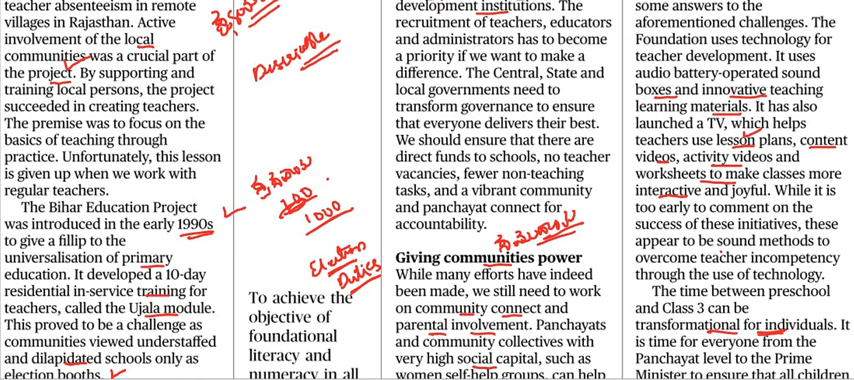 teacher absenteeism in remote
villages in Rajasthan. Active
involvement of the local
communities was a crucial part of
the project. By supporting and
training local persons, the project
succeeded in creating teachers.
The premise was to focus on the
basics of teaching through
practice. Unfortunately, this lesson
is given up when we work with
regular teachers.
The Bihar Education Project
was introduced in the early 1990s
to give a fillip to the
universalisation of primary
education. It developed a 10-day
residential in-service training for
teachers, called the Ujala module.
This proved to be a challenge as
communities viewed understaffed
and dilapidated schools only as
election booths.
Desirable
100
1000
Election
Duties
To achieve the
objective of
foundational
literacy and
numeracy in all
development institutions. The
recruitment of teachers, educators
and administrators has to become
a priority if we want to make a
difference. The Central, State and
local governments need to
transform governance to ensure
that everyone delivers their best.
We should ensure that there are
direct funds to schools, no teacher
vacancies, fewer non-teaching
tasks, and a vibrant community
and panchayat connect for
accountability.
Giving communities power
While many efforts have indeed
been made, we still need to work
on community connect and
parental involvement. Panchayats
and community collectives with
very high social capital, such as
women self-help groups, can help
some answers to the
aforementioned challenges. The
Foundation uses technology for
teacher development. It uses
audio battery-operated sound
boxes and innovative teaching
learning materials. It has also
launched a TV, which helps
teachers use lesson plans, content
videos, activity videos and
worksheets to make classes more
interactive and joyful. While it is
too early to comment on the
success of these initiatives, these
appear to be sound methods to
overcome teacher incompetency
through the use of technology.
The time between preschool
and Class 3 can be
transformational for individuals. It
is time for everyone from the
Panchayat level to the Prime
Minister to ensure that all children